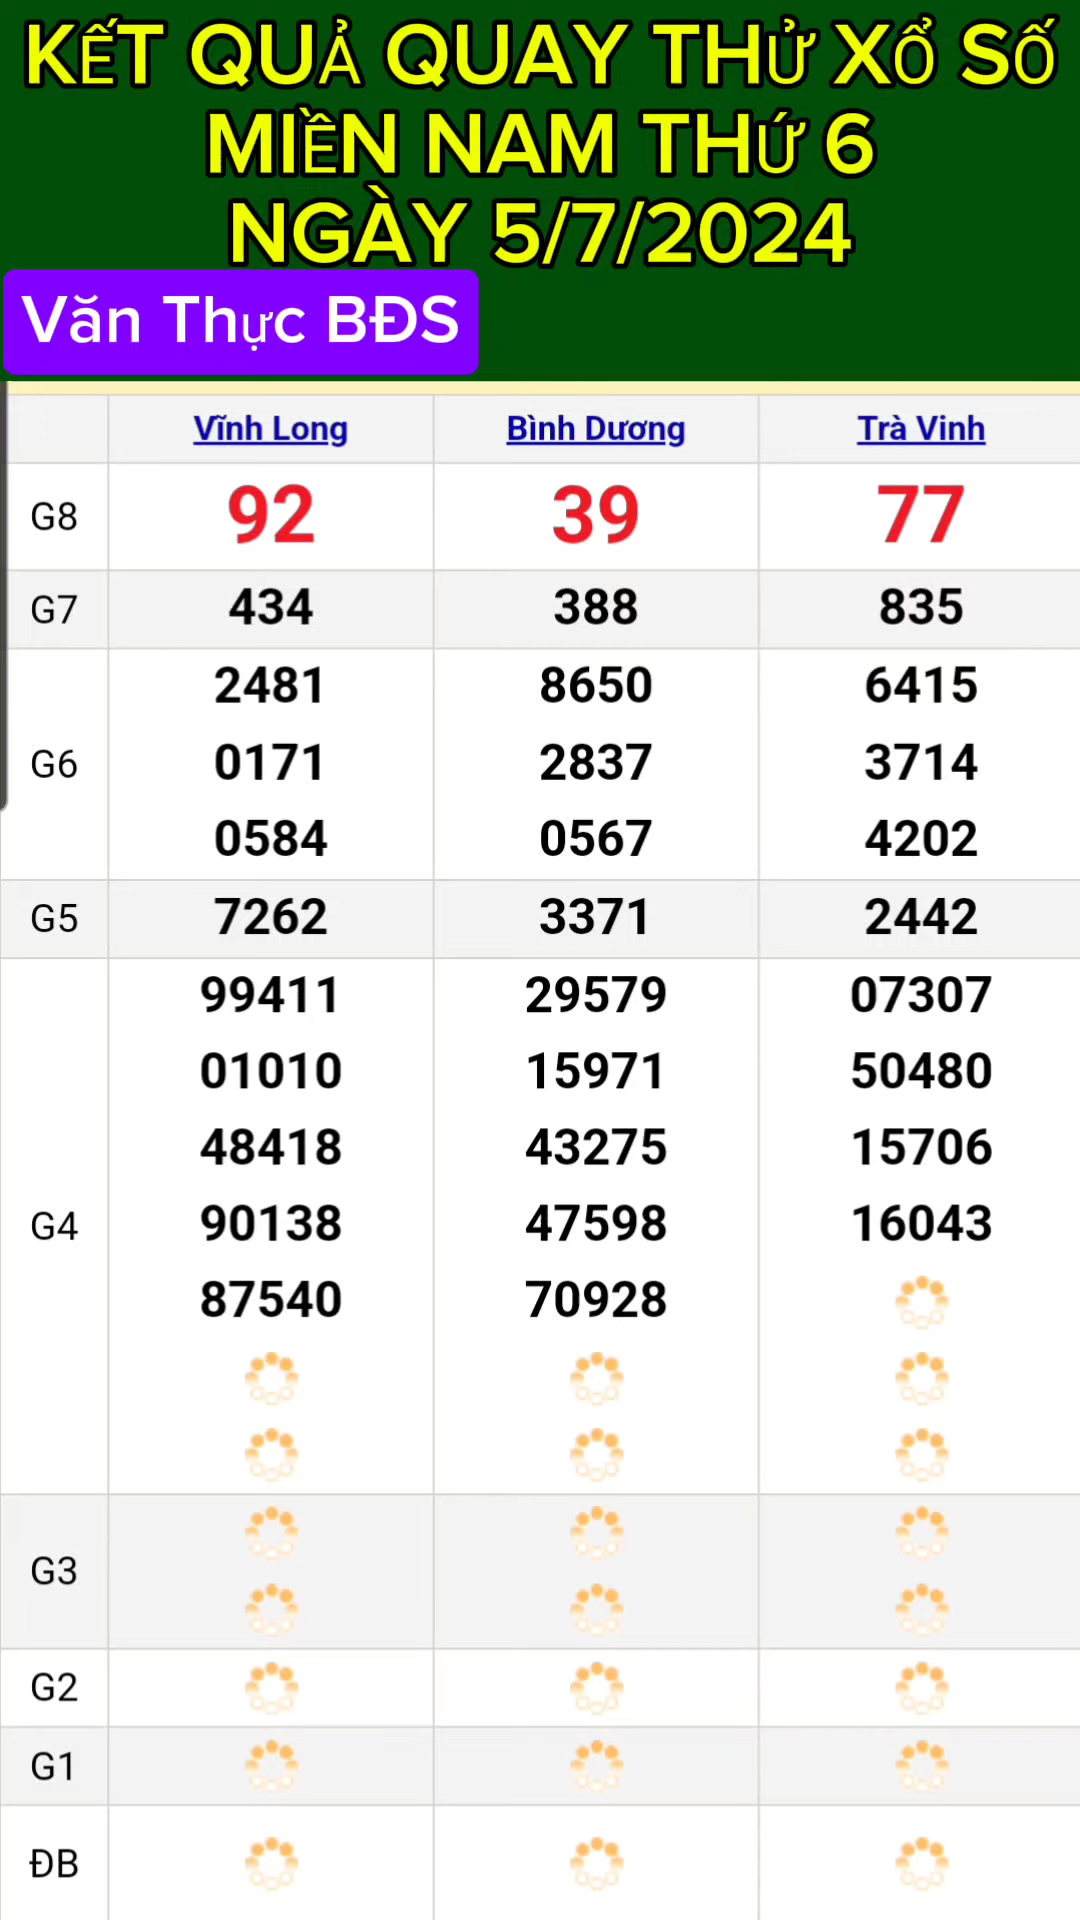 KẾT QUẢ QUAY THỬ XỔ SỐ
MIỀN NAM THỨ 6
NGÀY 5/7/2024
Văn Thực BĐS
Vĩnh Long Bình Dương Trà Vinh
G8 92 39 77
G7 434 388 835
2481 8650 6415
G6 0171 2837 3714
0584 0567 4202
G5 7262 3371 2442
99411 29579 07307
01010 15971 50480
48418 43275 15706
G4 90138 47598 16043
87540 70928
G3
G2
G1
ĐB